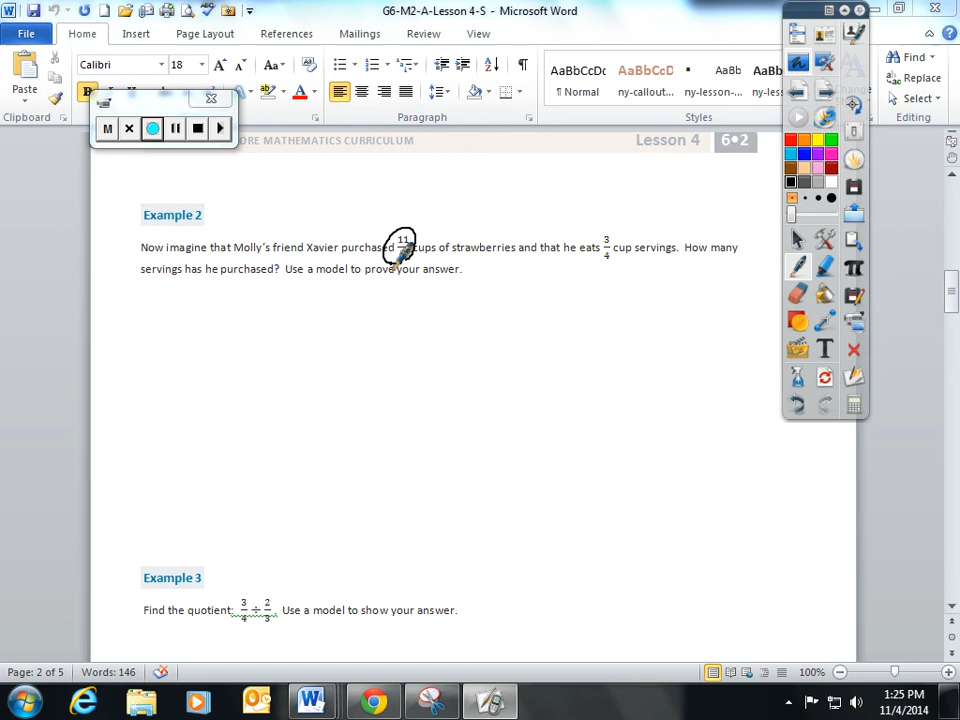 G6-M2-A-Lesson 4-S - Microsoft Word
File Home Insert Page Layout References Mailings Review View
Calibri 18 Aa
Paste
AaBbCcDc AaBbCcD AaBb AaBb
¶ Normal ny-callout... ny-lesson-... ny-less
Find
Replace
Select
Clipboard Paragraph Styles Editing
M
ORE MATHEMATICS CURRICULUM Lesson 4 6•2
Example 2
Now imagine that Molly's friend Xavier purchased 11 cups of strawberries and that he eats 3/4 cup servings. How many
servings has he purchased? Use a model to prove your answer.
Example 3
Find the quotient: 3/4 ÷ 2/3. Use a model to show your answer.
Page: 2 of 5 Words: 146 100%
1:25 PM
11/4/2014